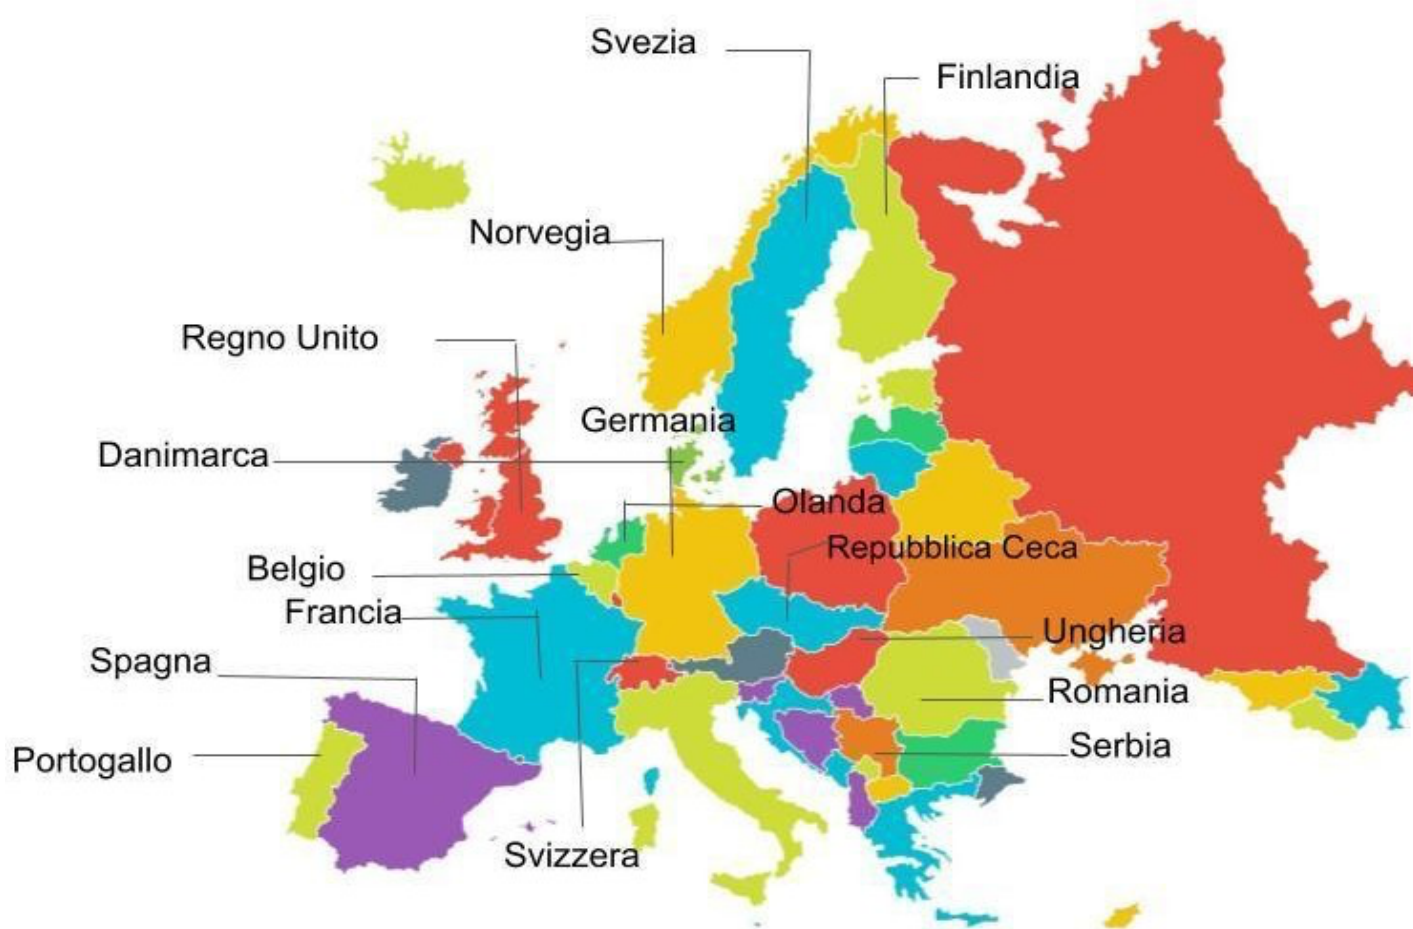 Svezia
Finlandia
Norvegia
Regno Unito
Germania
Danimarca
Olanda
Repubblica Ceca
Belgio
Francia
Ungheria
Spagna
Romania
Serbia
Portogallo
Svizzera